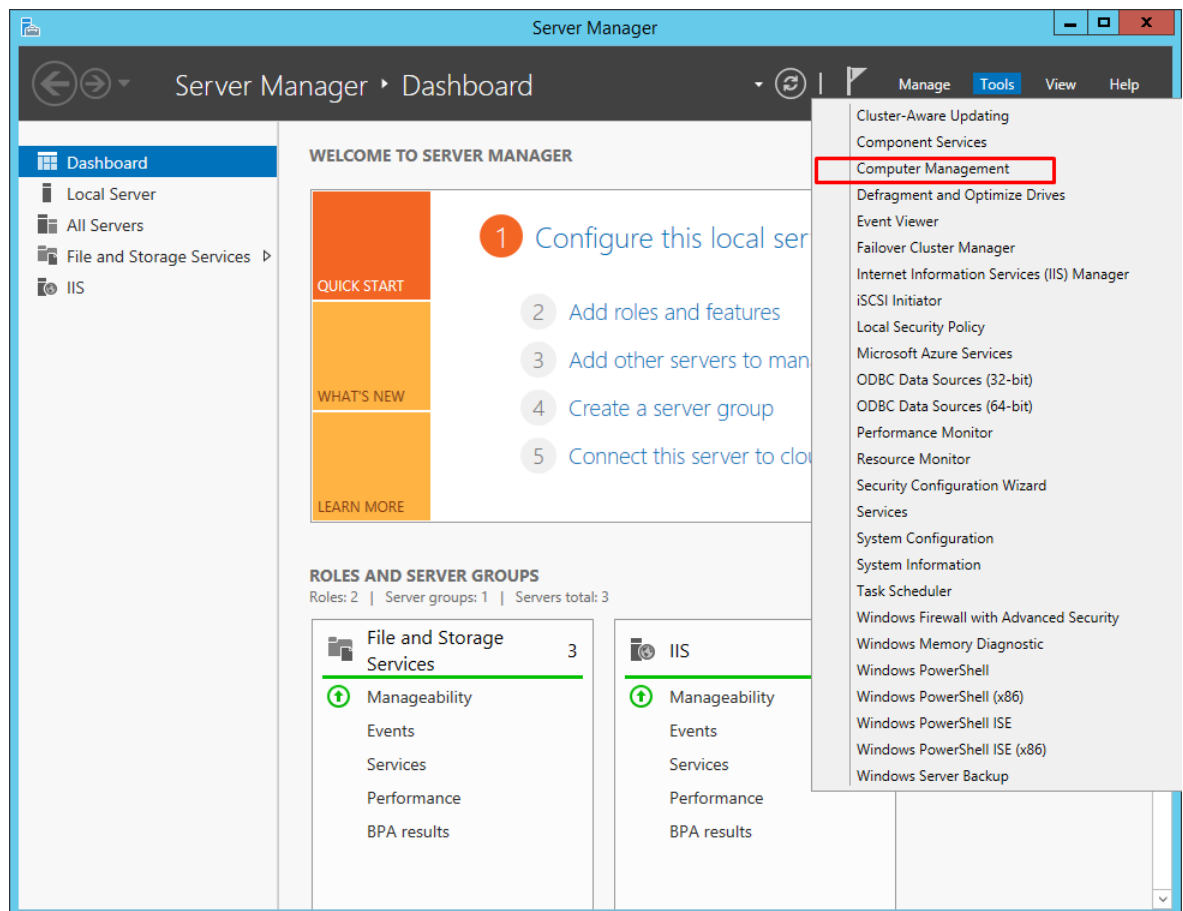 Server Manager
Server Manager ‣ Dashboard
Manage
Tools
View
Help
Dashboard
Local Server
All Servers
File and Storage Services
IIS
WELCOME TO SERVER MANAGER
QUICK START
WHAT'S NEW
LEARN MORE
1 Configure this local ser
2 Add roles and features
3 Add other servers to man
4 Create a server group
5 Connect this server to clou
ROLES AND SERVER GROUPS
Roles: 2 | Server groups: 1 | Servers total: 3
File and Storage
Services
3
Manageability
Events
Services
Performance
BPA results
IIS
Manageability
Events
Services
Performance
BPA results
Cluster-Aware Updating
Component Services
Computer Management
Defragment and Optimize Drives
Event Viewer
Failover Cluster Manager
Internet Information Services (IIS) Manager
iSCSI Initiator
Local Security Policy
Microsoft Azure Services
ODBC Data Sources (32-bit)
ODBC Data Sources (64-bit)
Performance Monitor
Resource Monitor
Security Configuration Wizard
Services
System Configuration
System Information
Task Scheduler
Windows Firewall with Advanced Security
Windows Memory Diagnostic
Windows PowerShell
Windows PowerShell (x86)
Windows PowerShell ISE
Windows PowerShell ISE (x86)
Windows Server Backup